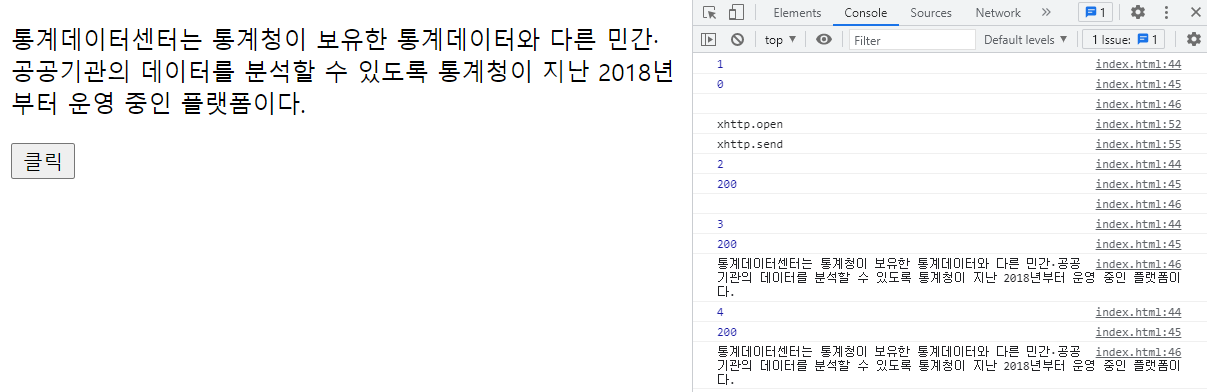 통계데이터센터는 통계청이 보유한 통계데이터와 다른 민간·
공공기관의 데이터를 분석할 수 있도록 통계청이 지난 2018년
부터 운영 중인 플랫폼이다.
클릭
Elements Console Sources Network » 1
top ▼ Filter Default levels ▼ 1 Issue: 1
1 index.html:44
0 index.html:45
index.html:46
xhttp.open index.html:52
xhttp.send index.html:55
2 index.html:44
200 index.html:45
index.html:46
3 index.html:44
200 index.html:45
통계데이터센터는 통계청이 보유한 통계데이터와 다른 민간·공공 index.html:46
기관의 데이터를 분석할 수 있도록 통계청이 지난 2018년부터 운영 중인 플랫폼이
다.
4 index.html:44
200 index.html:45
통계데이터센터는 통계청이 보유한 통계데이터와 다른 민간·공공 index.html:46
기관의 데이터를 분석할 수 있도록 통계청이 지난 2018년부터 운영 중인 플랫폼이
다.